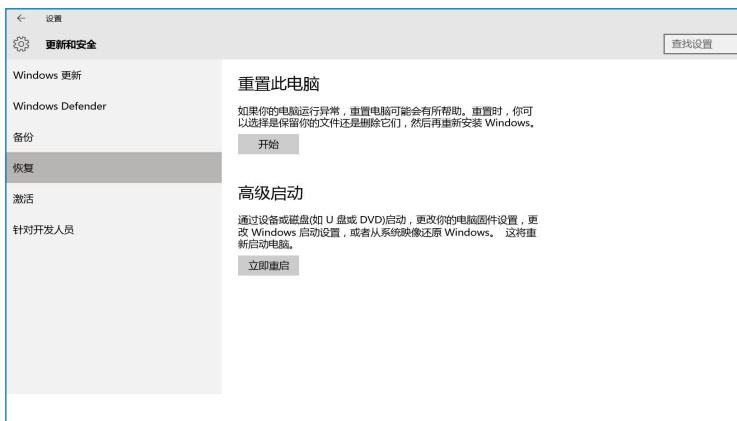 设置
更新和安全
查找设置
Windows 更新
Windows Defender
备份
恢复
激活
针对开发人员
重置此电脑
如果你的电脑运行异常，重置电脑可能会有所帮助。重置时，你可
以选择是保留你的文件还是删除它们，然后再重新安装 Windows。
开始
高级启动
通过设备或磁盘(如 U 盘或 DVD)启动，更改你的电脑固件设置，更
改 Windows 启动设置，或者从系统映像还原 Windows。 这将重
新启动电脑。
立即重启